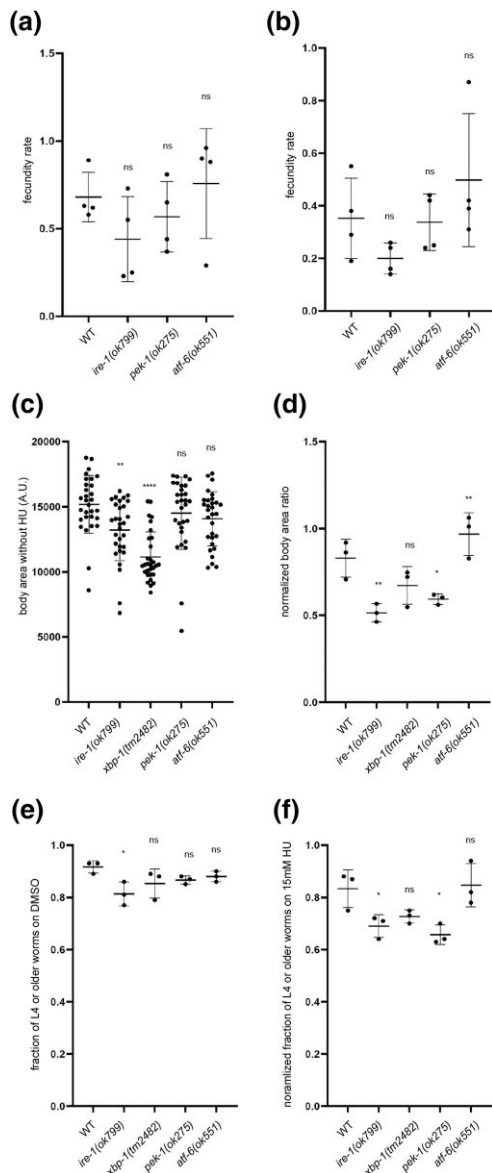 (a)
fecundity rate
1.5
1.0
0.5
0.0
ns
ns
ns
WT
ire-1(ok799)
pek-1(ok275)
atf-6(ok551)
(b)
fecundity rate
1.0
0.8
0.6
0.4
0.2
0.0
ns
ns
ns
WT
ire-1(ok799)
pek-1(ok275)
atf-6(ok551)
(c)
body area without HU (A.U.)
20000
15000
10000
5000
0
**
****
ns
ns
WT
ire-1(ok799)
xbp-1(tm2482)
pek-1(ok275)
atf-6(ok551)
(d)
normalized body area ratio
1.5
1.0
0.5
0.0
**
ns
*
**
WT
ire-1(ok799)
xbp-1(tm2482)
pek-1(ok275)
atf-6(ok551)
(e)
fraction of L4 or older worms on DMSO
1.0
0.8
0.6
0.4
0.2
0.0
*
ns
ns
ns
WT
ire-1(ok799)
xbp-1(tm2482)
pek-1(ok275)
atf-6(ok551)
(f)
noramlized fraction of L4 or older worms on 15mM HU
1.0
0.8
0.6
0.4
0.2
0.0
*
ns
*
ns
WT
ire-1(ok799)
xbp-1(tm2482)
pek-1(ok275)
atf-6(ok551)